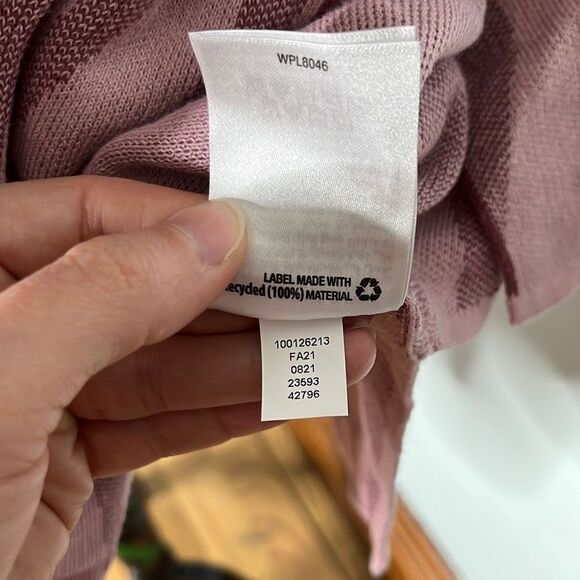 WPL8046
LABEL MADE WITH
ecycled (100%) MATERIAL
100126213
FA21
0821
23593
42796